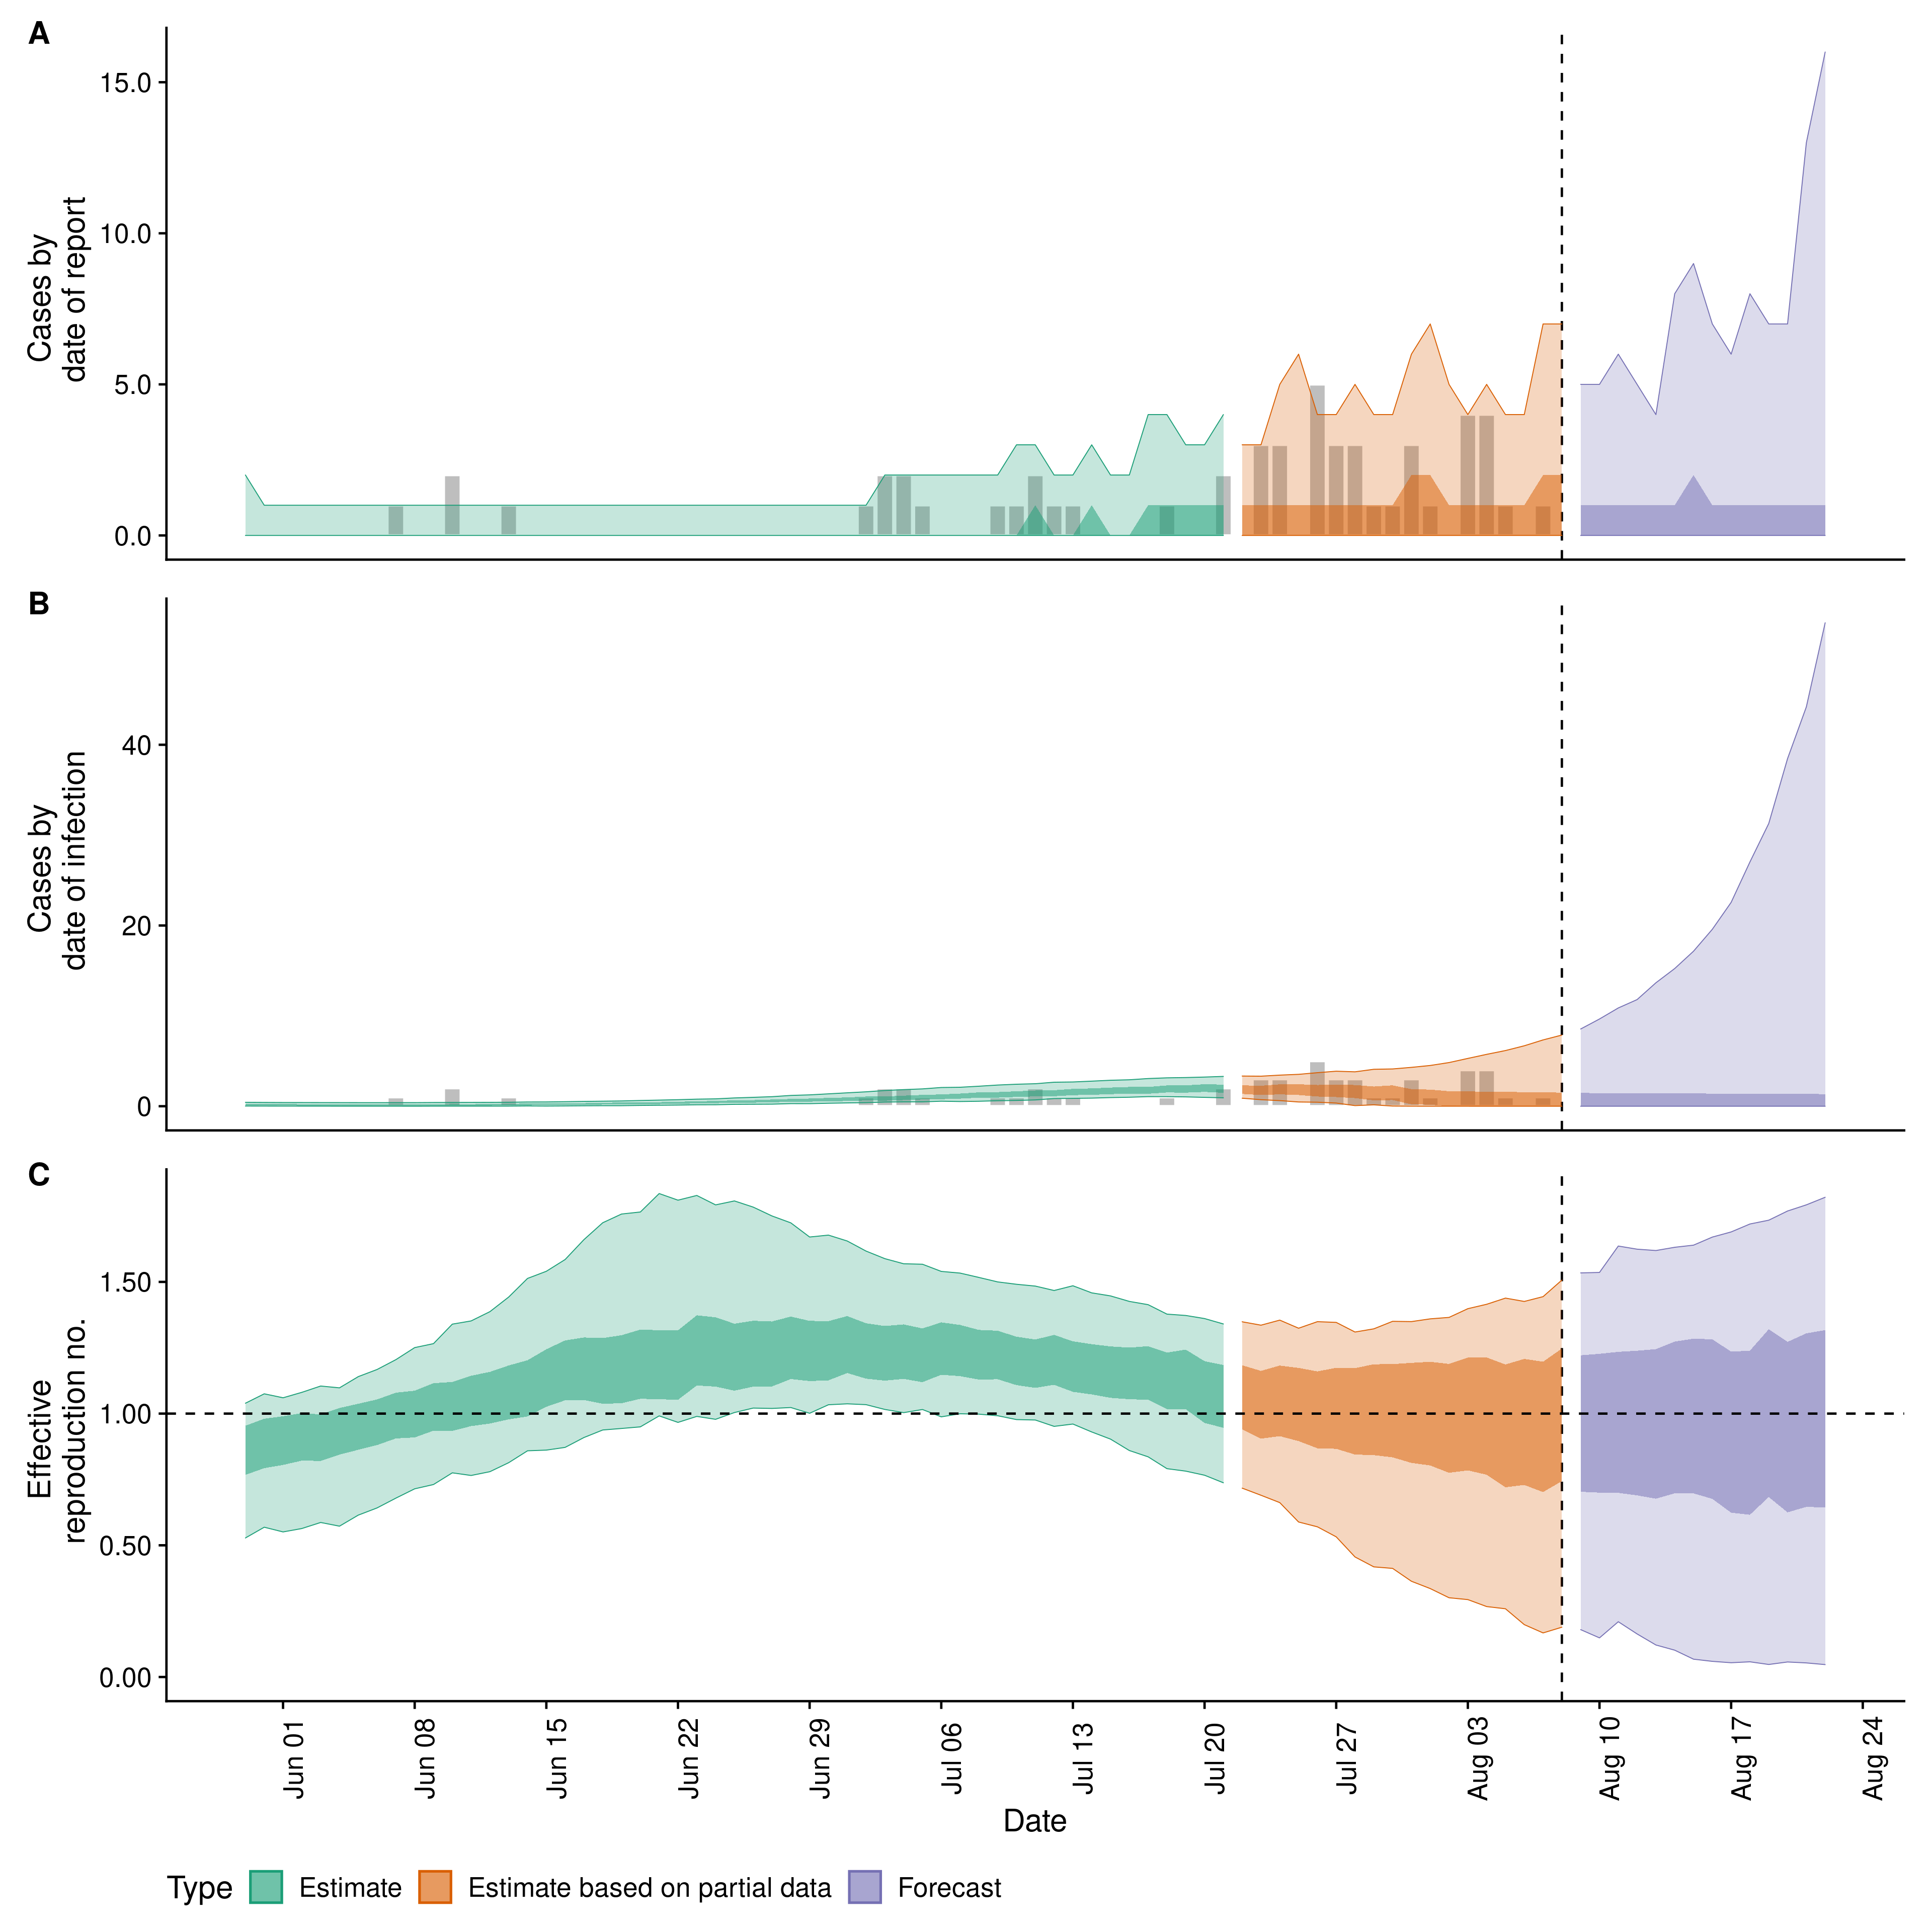 A
Cases by
date of report
15.0
10.0
5.0
0.0
B
Cases by
date of infection
40
20
0
C
Effective
reproduction no.
1.50
1.00
0.50
0.00
Jun 01
Jun 08
Jun 15
Jun 22
Jun 29
Jul 06
Jul 13
Jul 20
Jul 27
Aug 03
Aug 10
Aug 17
Aug 24
Date
Type Estimate Estimate based on partial data Forecast